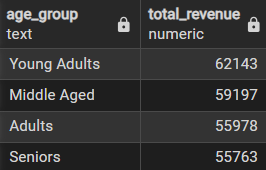 age_group total_revenue
text numeric
Young Adults 62143
Middle Aged 59197
Adults 55978
Seniors 55763